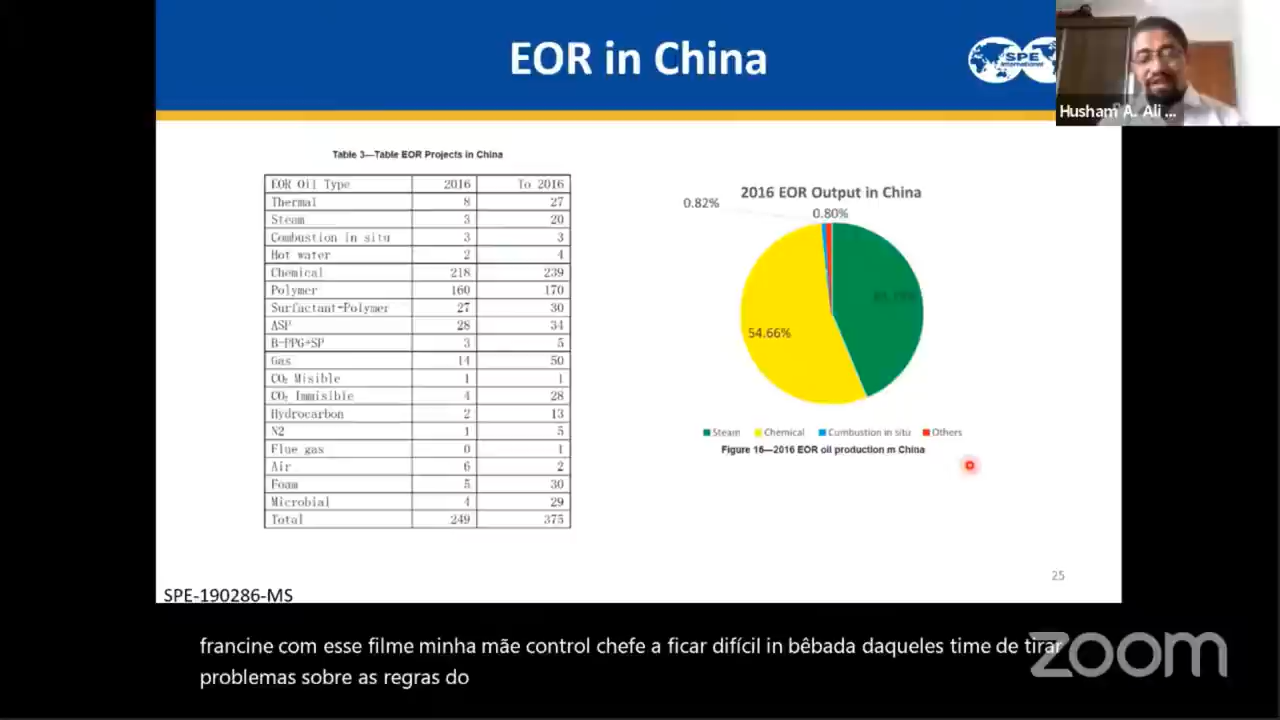 EOR in China
SPE
International
Husham A. Ali ...
Table 3—Table EOR Projects in China
EOR Oil Type 2016 To 2016
Thermal 8 27
Steam 3 20
Combustion in situ 3 3
Hot water 2 4
Chemical 218 239
Polymer 160 170
Surfactant-Polymer 27 30
ASP 28 34
B-PPG+SP 3 5
Gas 14 50
CO₂ Misible 1 1
CO₂ Immisible 4 28
Hydrocarbon 2 13
N2 1 5
Flue gas 0 1
Air 6 2
Foam 5 30
Microbial 4 29
Total 249 375
2016 EOR Output in China
0.82%
0.80%
54.66%
Steam Chemical Combustion in situ Others
Figure 16—2016 EOR oil production in China
25
SPE-190286-MS
francine com esse filme minha mãe control chefe a ficar difícil in bêbada daqueles time de tirar
problemas sobre as regras do
zoom